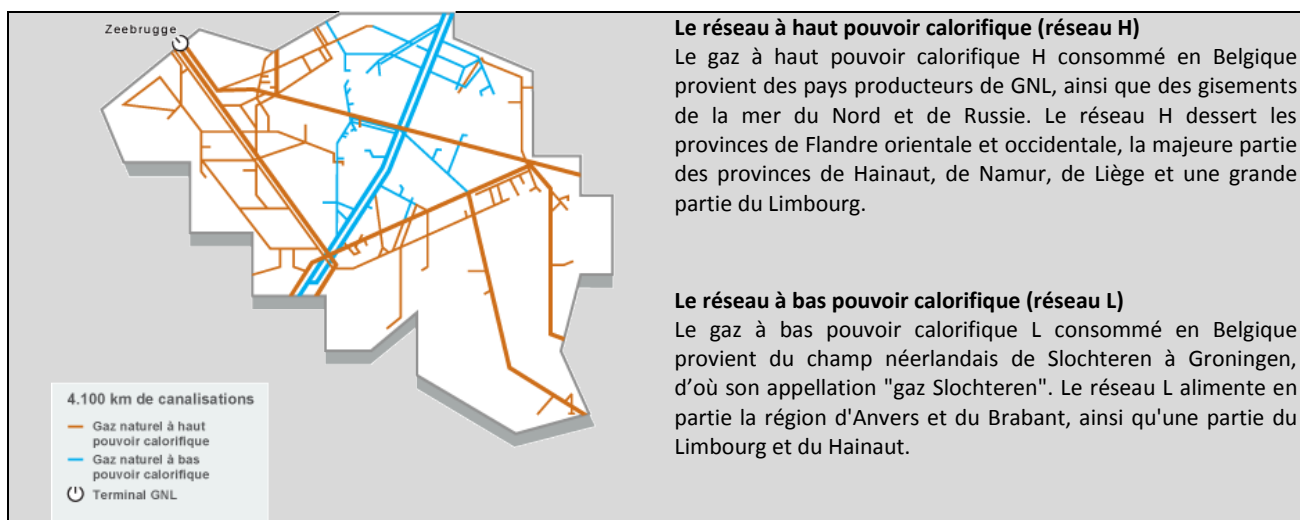 Zeebrugge
4.100 km de canalisations
Gaz naturel à haut
pouvoir calorifique
Gaz naturel à bas
pouvoir calorifique
Terminal GNL
Le réseau à haut pouvoir calorifique (réseau H)
Le gaz à haut pouvoir calorifique H consommé en Belgique
provient des pays producteurs de GNL, ainsi que des gisements
de la mer du Nord et de Russie. Le réseau H dessert les
provinces de Flandre orientale et occidentale, la majeure partie
des provinces de Hainaut, de Namur, de Liège et une grande
partie du Limbourg.
Le réseau à bas pouvoir calorifique (réseau L)
Le gaz à bas pouvoir calorifique L consommé en Belgique
provient du champ néerlandais de Slochteren à Groningen,
d’où son appellation "gaz Slochteren". Le réseau L alimente en
partie la région d'Anvers et du Brabant, ainsi qu'une partie du
Limbourg et du Hainaut.